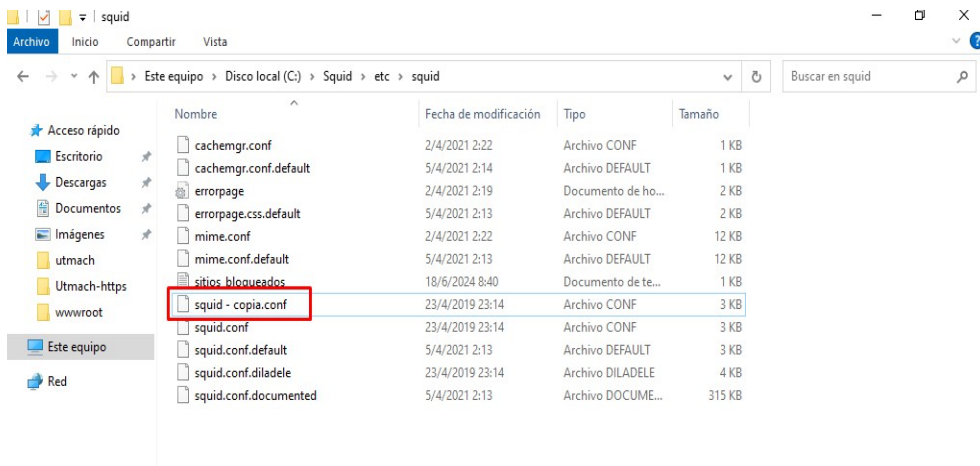 squid
Archivo Inicio Compartir Vista
Este equipo > Disco local (C:) > Squid > etc > squid
Buscar en squid
Nombre Fecha de modificación Tipo Tamaño
Acceso rápido
Escritorio
Descargas
Documentos
Imágenes
utmach
Utmach-https
wwwroot
Este equipo
Red
cachemgr.conf 2/4/2021 2:22 Archivo CONF 1 KB
cachemgr.conf.default 5/4/2021 2:14 Archivo DEFAULT 1 KB
errorpage 2/4/2021 2:19 Documento de ho... 2 KB
errorpage.css.default 5/4/2021 2:13 Archivo DEFAULT 2 KB
mime.conf 2/4/2021 2:22 Archivo CONF 12 KB
mime.conf.default 5/4/2021 2:13 Archivo DEFAULT 12 KB
sitios_bloqueados 18/6/2024 8:40 Documento de te... 1 KB
squid - copia.conf 23/4/2019 23:14 Archivo CONF 3 KB
squid.conf 23/4/2019 23:14 Archivo CONF 3 KB
squid.conf.default 5/4/2021 2:13 Archivo DEFAULT 3 KB
squid.conf.diladele 23/4/2019 23:14 Archivo DILADELE 4 KB
squid.conf.documented 5/4/2021 2:13 Archivo DOCUME... 315 KB